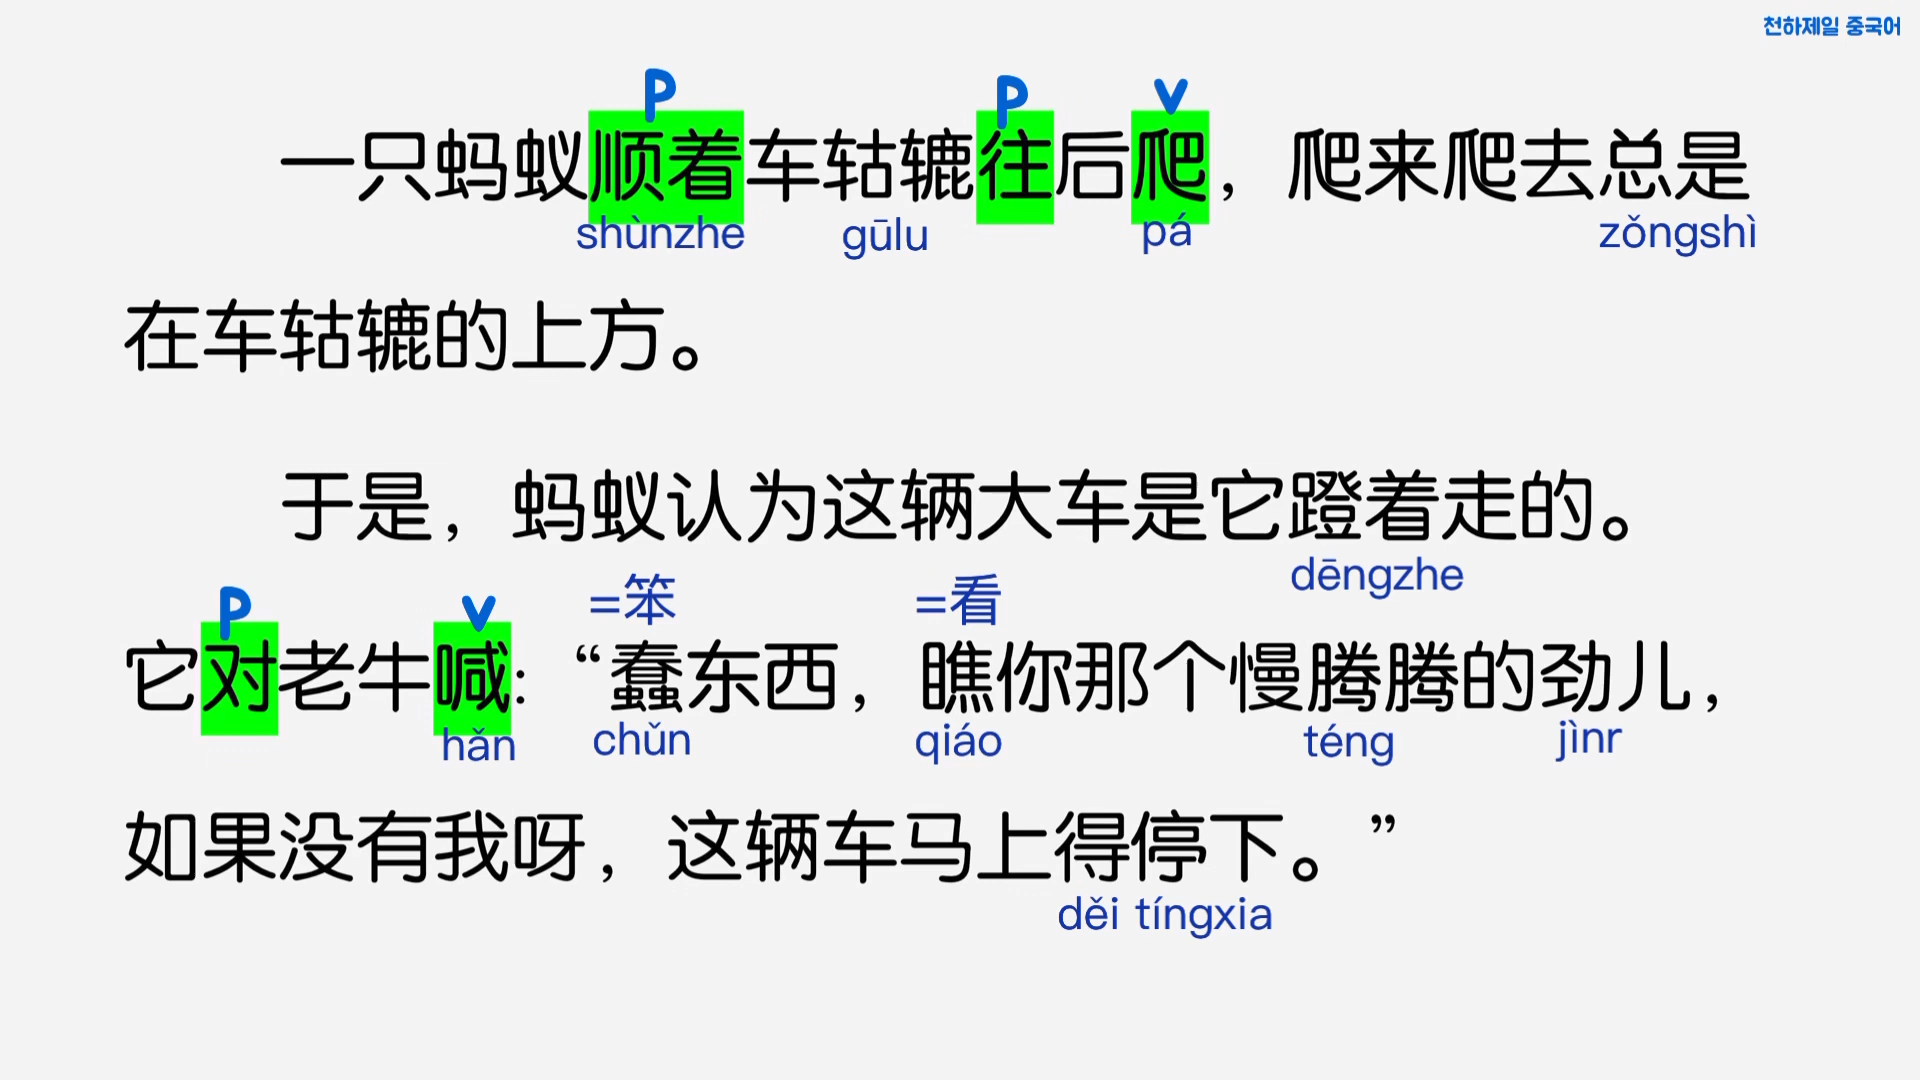 천하제일 중국어
P P v
一只蚂蚁顺着车轱辘往后爬，爬来爬去总是
shùnzhe gūlu pá zǒngshì
在车轱辘的上方。
于是，蚂蚁认为这辆大车是它蹬着走的。
dēngzhe
P v =笨 =看
它对老牛喊：“蠢东西，瞧你那个慢腾腾的劲儿，
hǎn chǔn qiáo téng jìnr
如果没有我呀，这辆车马上得停下。”
děi tíngxia